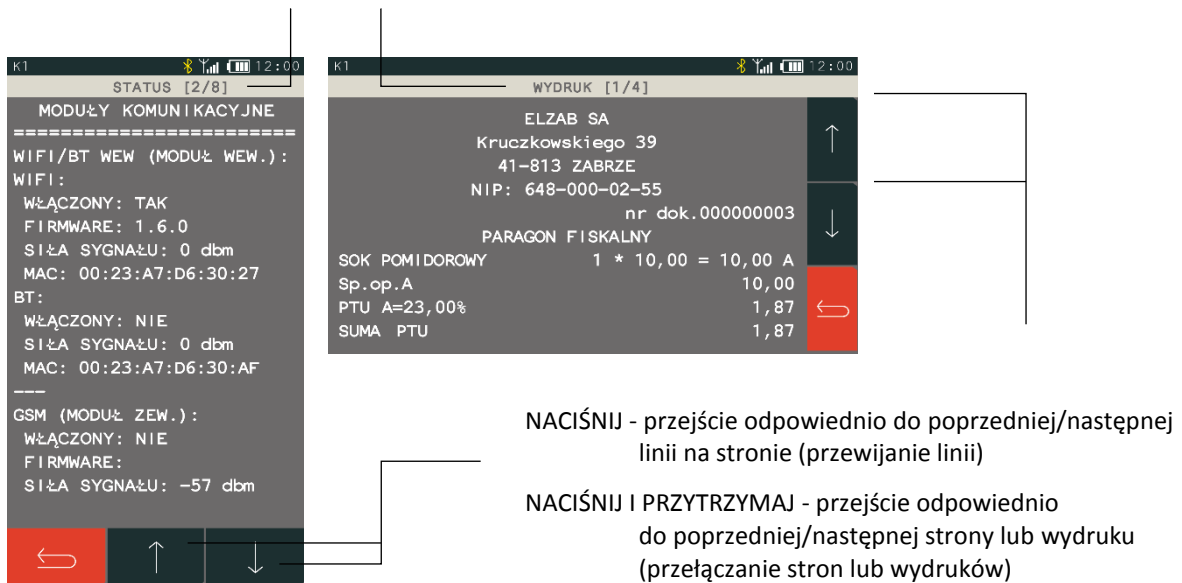 K1 12:00
STATUS [2/8]
MODUŁY KOMUNIKACYJNE
========================
WIFI/BT WEW (MODUŁ WEW.):
WIFI:
WŁĄCZONY: TAK
FIRMWARE: 1.6.0
SIŁA SYGNAŁU: 0 dbm
MAC: 00:23:A7:D6:30:27
BT:
WŁĄCZONY: NIE
SIŁA SYGNAŁU: 0 dbm
MAC: 00:23:A7:D6:30:AF
---
GSM (MODUŁ ZEW.):
WŁĄCZONY: NIE
FIRMWARE:
SIŁA SYGNAŁU: -57 dbm
K1 12:00
WYDRUK [1/4]
ELZAB SA
Kruczkowskiego 39
41-813 ZABRZE
NIP: 648-000-02-55
nr dok.000000003
PARAGON FISKALNY
SOK POMIDOROWY 1 * 10,00 = 10,00 A
Sp.op.A 10,00
PTU A=23,00% 1,87
SUMA PTU 1,87
NACIŚNIJ - przejście odpowiednio do poprzedniej/następnej
linii na stronie (przewijanie linii)
NACIŚNIJ I PRZYTRZYMAJ - przejście odpowiednio
do poprzedniej/następnej strony lub wydruku
(przełączanie stron lub wydruków)